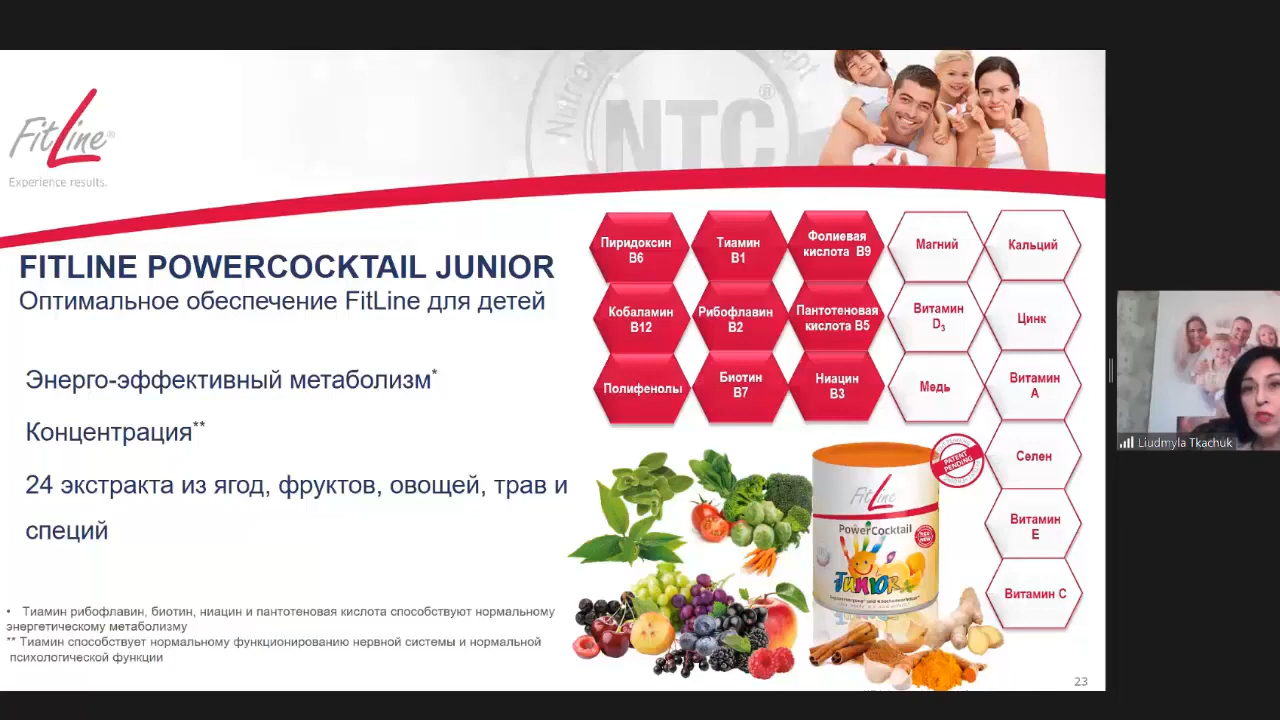 FitLine®
Experience results.
NTC®
FITLINE POWERCOCKTAIL JUNIOR
Оптимальное обеспечение FitLine для детей
Энерго-эффективный метаболизм*
Концентрация**
24 экстракта из ягод, фруктов, овощей, трав и
специй
• Тиамин рибофлавин, биотин, ниацин и пантотеновая кислота способствуют нормальному
энергетическому метаболизму
** Тиамин способствует нормальному функционированию нервной системы и нормальной
психологической функции
Пиридоксин
B6
Тиамин
B1
Фолиевая
кислота B9
Магний
Кальций
Кобаламин
B12
Рибофлавин
B2
Пантотеновая
кислота B5
Витамин
D3
Цинк
Полифенолы
Биотин
B7
Ниацин
B3
Медь
Витамин
A
Селен
Витамин
E
Витамин C
PATENT
PENDING
FitLine
PowerCocktail
JUNIOR
23
Liudmyla Tkachuk